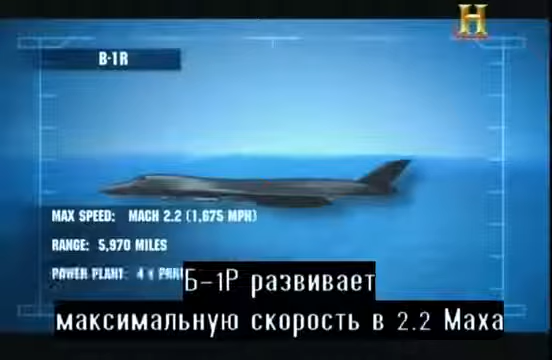 H
B-1R
MAX SPEED: MACH 2.2 (1,675 MPH)
RANGE: 5,970 MILES
POWER PLANT: 4
Б-1Р развивает
максимальную скорость в 2.2 Маха